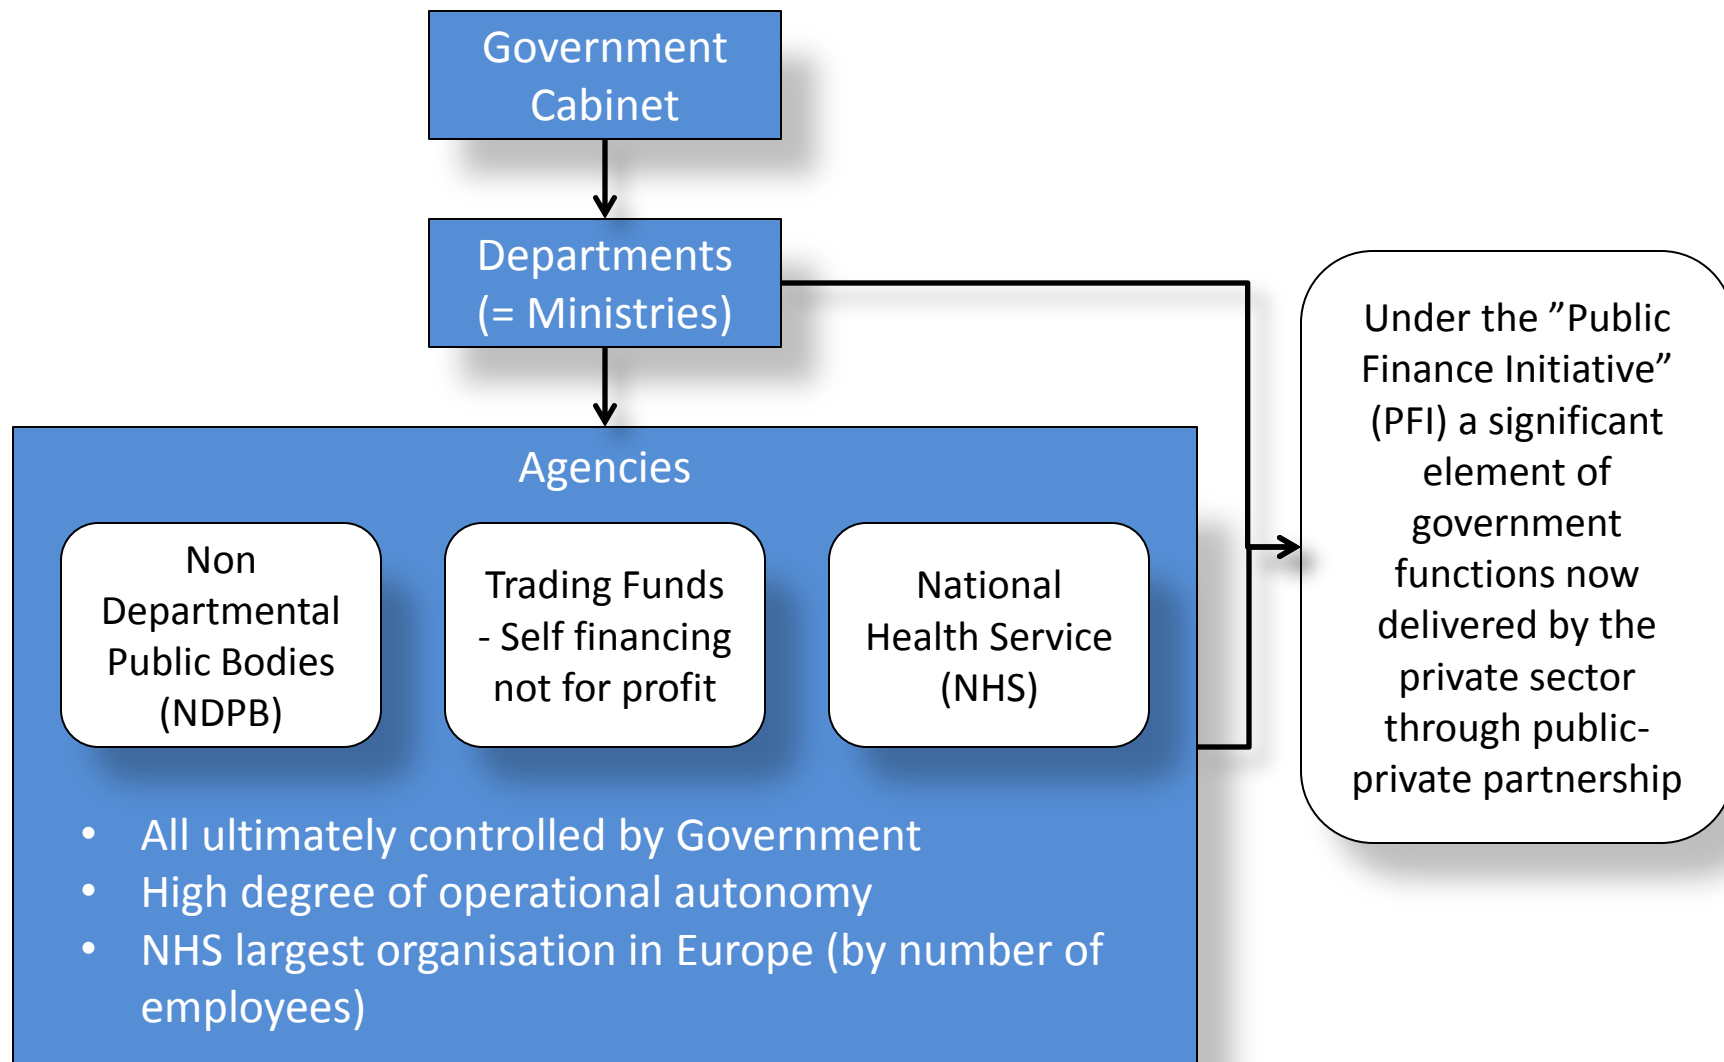 Government
Cabinet
Departments
(= Ministries)
Agencies
Non
Departmental
Public Bodies
(NDPB)
Trading Funds
- Self financing
not for profit
National
Health Service
(NHS)
• All ultimately controlled by Government
• High degree of operational autonomy
• NHS largest organisation in Europe (by number of
employees)
Under the ”Public
Finance Initiative”
(PFI) a significant
element of
government
functions now
delivered by the
private sector
through public-
private partnership